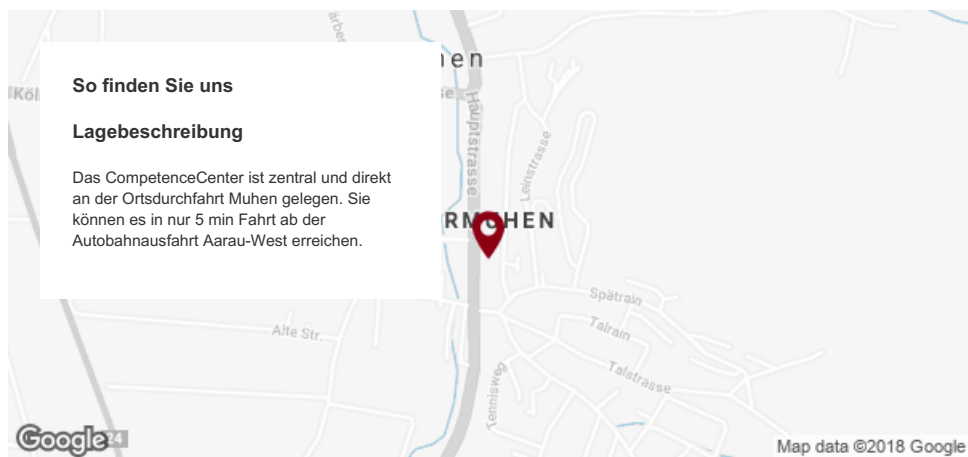 So finden Sie uns
Lagebeschreibung
Das CompetenceCenter ist zentral und direkt
an der Ortsdurchfahrt Muhen gelegen. Sie
können es in nur 5 min Fahrt ab der
Autobahnausfahrt Aarau-West erreichen.
Hauptstrasse
Leinstrasse
Spätrain
Talrain
Alte Str.
Talstrasse
Tennisweg
24
Google
Map data ©2018 Google